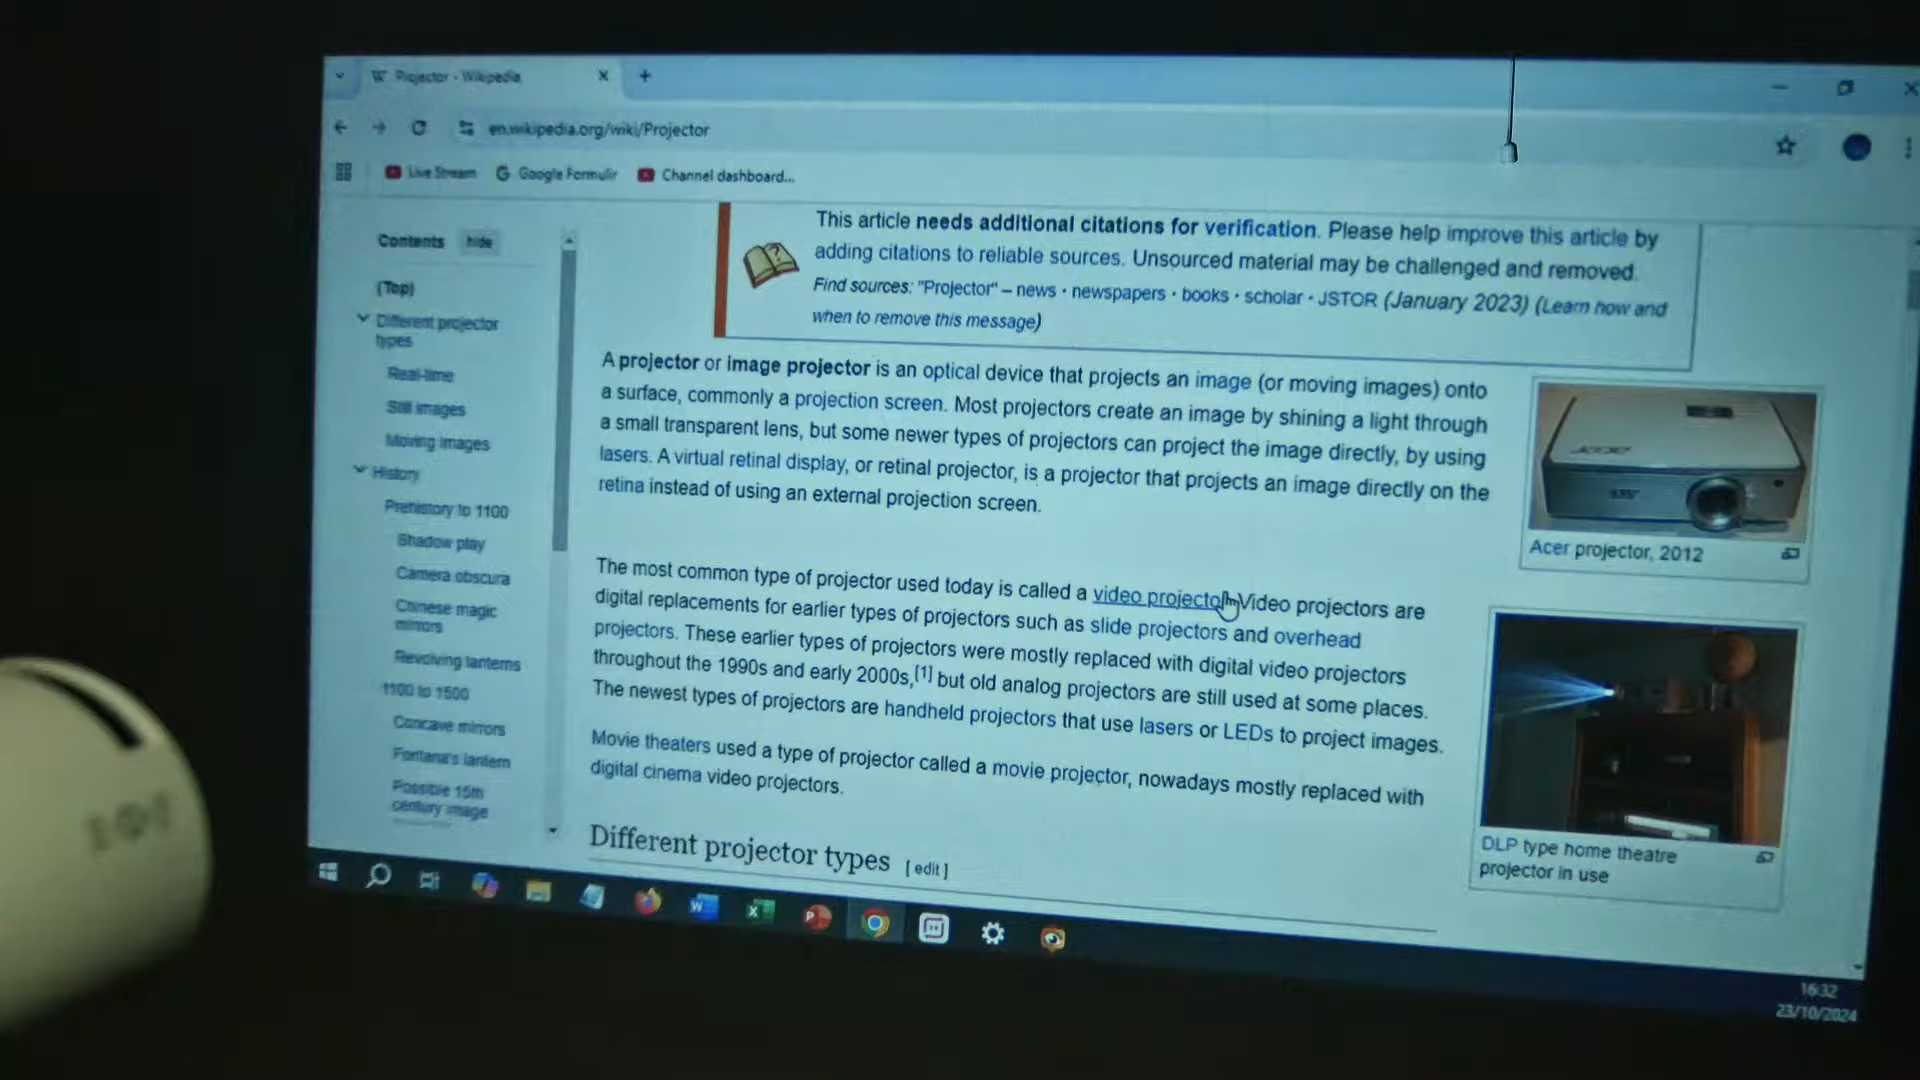 Projector - Wikipedia
en.wikipedia.org/wiki/Projector
Live Stream
Google Formulir
Channel dashboard...
Contents hide
(Top)
Different projector
types
Real-time
Still images
Moving images
History
Prehistory to 1100
Shadow play
Camera obscura
Chinese magic
mirrors
Revolving lanterns
1100 to 1500
Concave mirrors
Fontana's lantern
Possible 15th
century image
This article needs additional citations for verification. Please help improve this article by
adding citations to reliable sources. Unsourced material may be challenged and removed.
Find sources: "Projector" – news · newspapers · books · scholar · JSTOR (January 2023) (Learn how and
when to remove this message)
A projector or image projector is an optical device that projects an image (or moving images) onto
a surface, commonly a projection screen. Most projectors create an image by shining a light through
a small transparent lens, but some newer types of projectors can project the image directly, by using
lasers. A virtual retinal display, or retinal projector, is a projector that projects an image directly on the
retina instead of using an external projection screen.
The most common type of projector used today is called a video projector. Video projectors are
digital replacements for earlier types of projectors such as slide projectors and overhead
projectors. These earlier types of projectors were mostly replaced with digital video projectors
throughout the 1990s and early 2000s,[1] but old analog projectors are still used at some places.
The newest types of projectors are handheld projectors that use lasers or LEDs to project images.
Movie theaters used a type of projector called a movie projector, nowadays mostly replaced with
digital cinema video projectors.
Different projector types [ edit ]
acer
Acer projector, 2012
DLP type home theatre
projector in use
16:32
23/10/2024